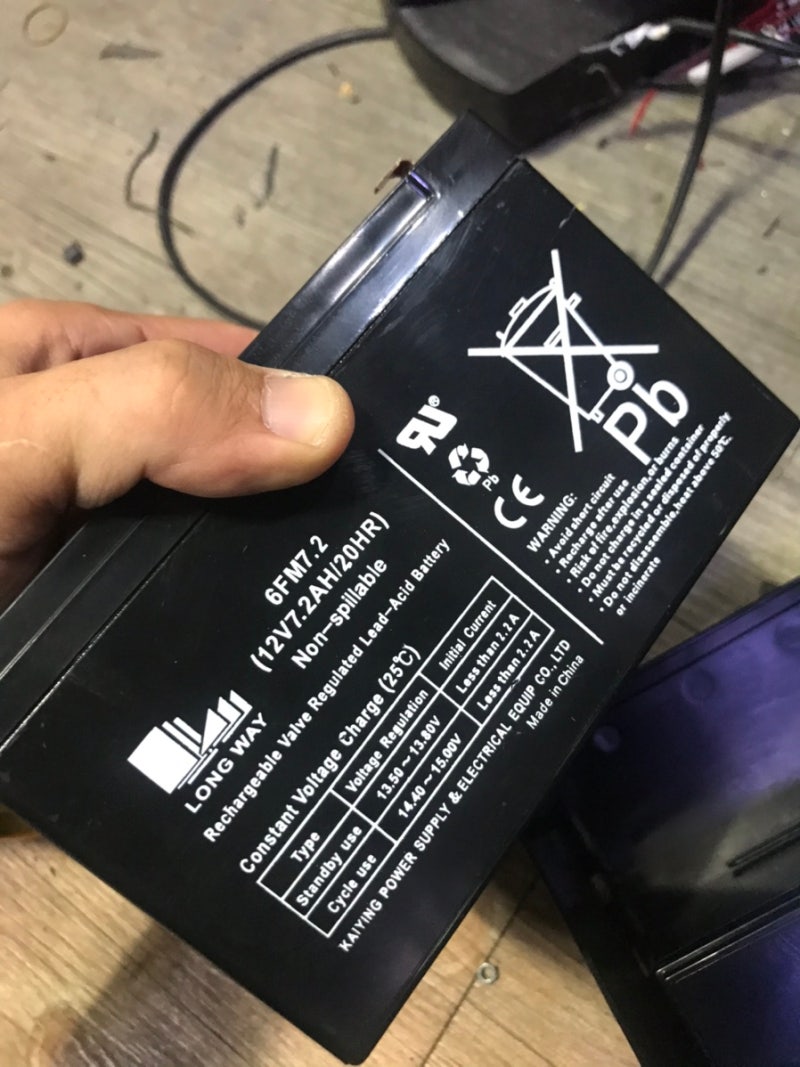 Pb
RU®
Pb
CE
WARNING:
• Avoid short circuit
• Recharge after use
• Risk of fire,explosion,or burns
• Do not charge in a sealed container
• Must be recycled or disposed of properly
• Do not disassemble,heat above 50℃,
or incinerate
6FM7.2
(12V7.2AH/20HR)
Non-spillable
LONG WAY
Rechargeable Valve Regulated Lead-Acid Battery
Constant Voltage Charge (25℃)
Type Voltage Regulation Initial Current
Standby use 13.50～13.80V Less than 2.2A
Cycle use 14.40～15.00V Less than 2.2A
KAIYING POWER SUPPLY & ELECTRICAL EQUIP CO., LTD
Made in China